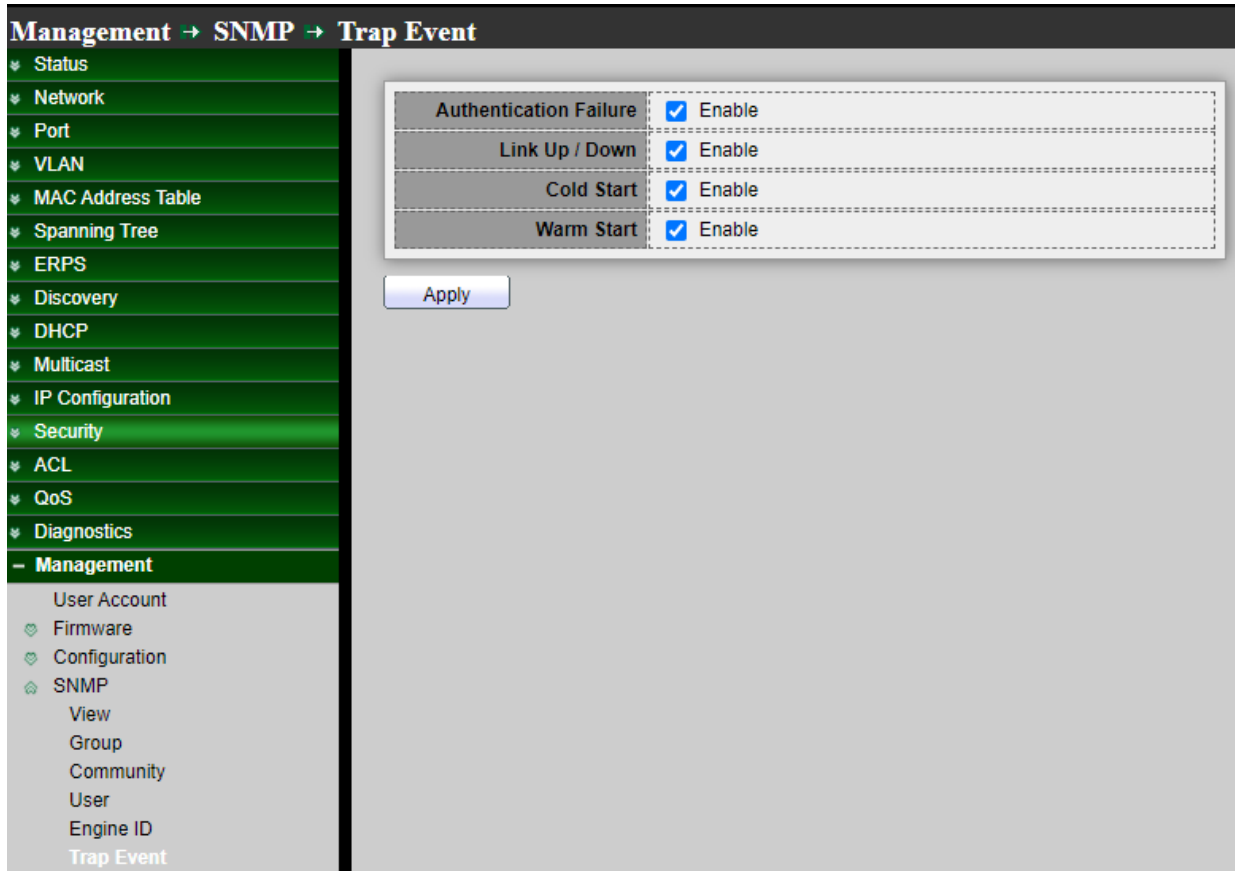 Management SNMP Trap Event
Status
Network
Port
VLAN
MAC Address Table
Spanning Tree
ERPS
Discovery
DHCP
Multicast
IP Configuration
Security
ACL
QoS
Diagnostics
Management
User Account
Firmware
Configuration
SNMP
View
Group
Community
User
Engine ID
Trap Event
Authentication Failure Enable
Link Up / Down Enable
Cold Start Enable
Warm Start Enable
Apply